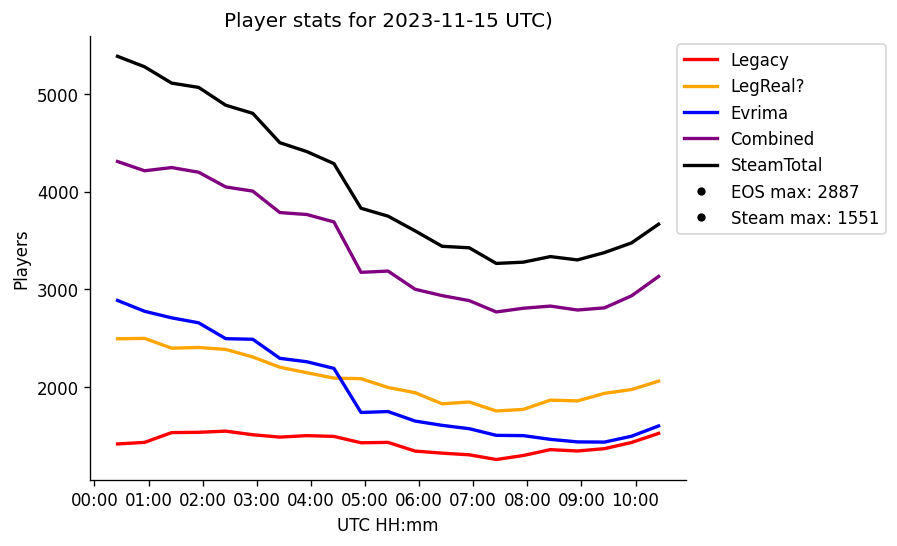 Player stats for 2023-11-15 UTC)
Legacy
LegReal?
Evrima
Combined
SteamTotal
EOS max: 2887
Steam max: 1551
5000
4000
3000
2000
Players
00:00 01:00 02:00 03:00 04:00 05:00 06:00 07:00 08:00 09:00 10:00
UTC HH:mm